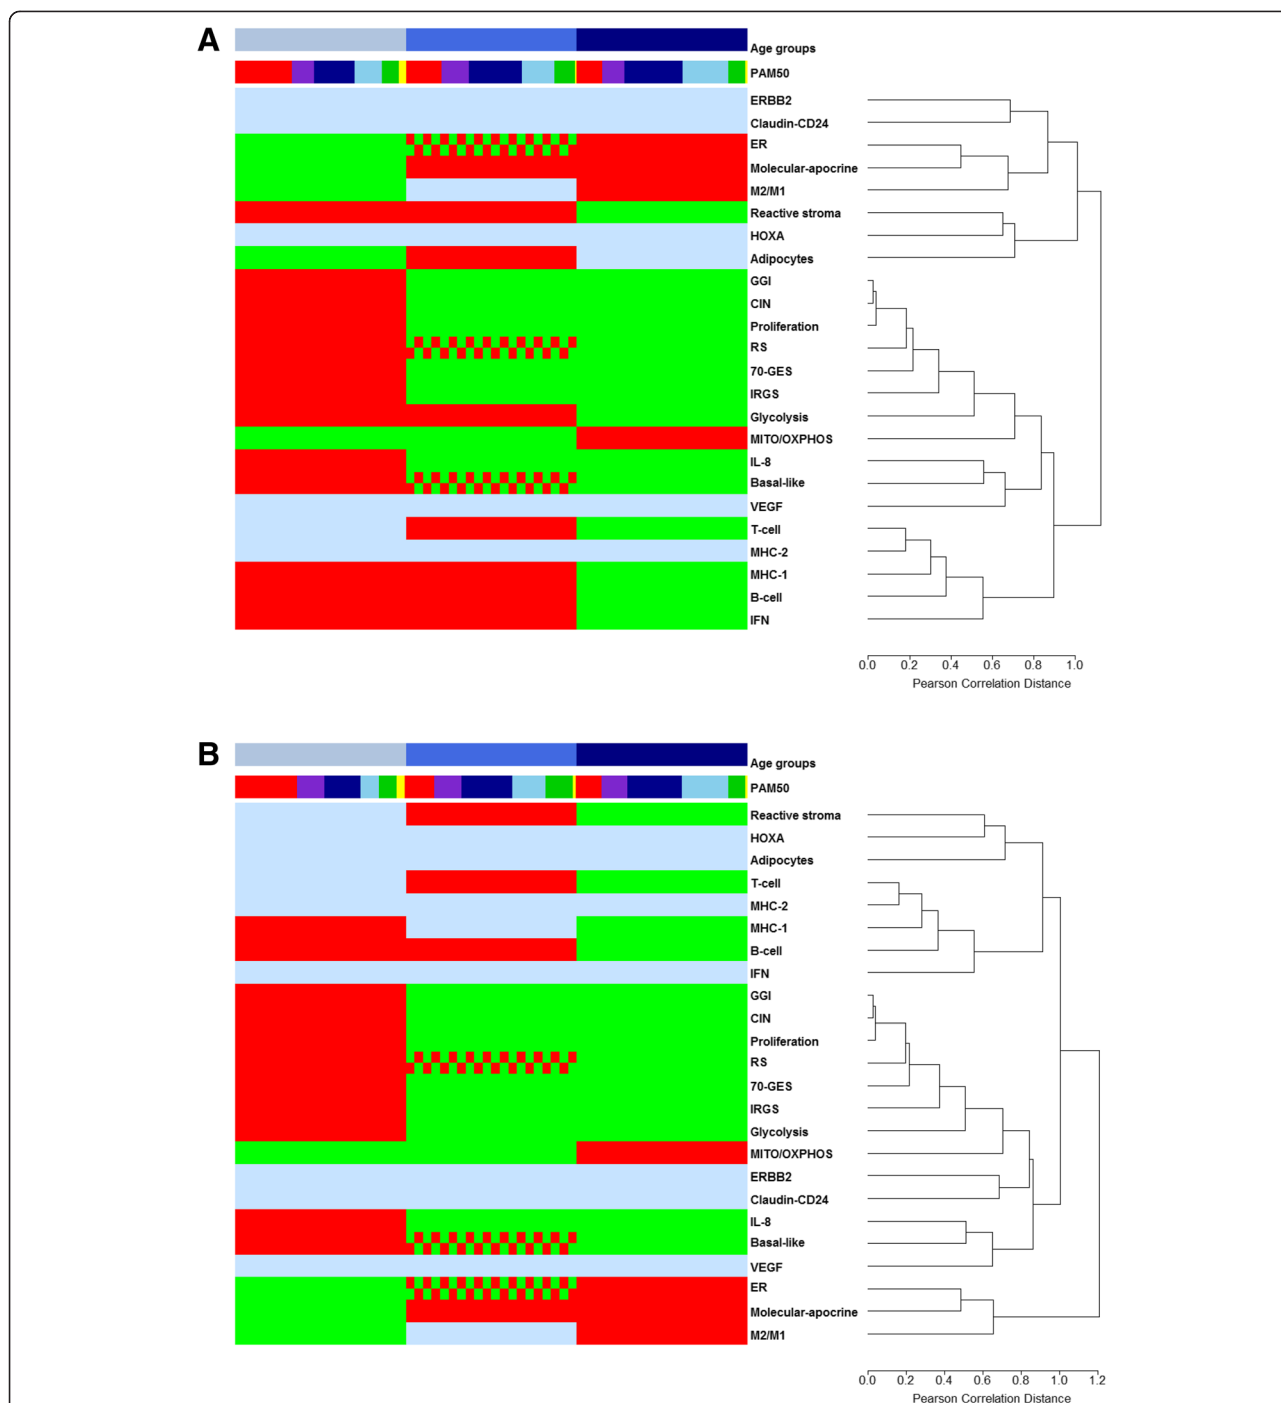 A
Age groups
PAM50
ERBB2
Claudin-CD24
ER
Molecular-apocrine
M2/M1
Reactive stroma
HOXA
Adipocytes
GGI
CIN
Proliferation
RS
70-GES
IRGS
Glycolysis
MITO/OXPHOS
IL-8
Basal-like
VEGF
T-cell
MHC-2
MHC-1
B-cell
IFN
0.0 0.2 0.4 0.6 0.8 1.0
Pearson Correlation Distance
B
Age groups
PAM50
Reactive stroma
HOXA
Adipocytes
T-cell
MHC-2
MHC-1
B-cell
IFN
GGI
CIN
Proliferation
RS
70-GES
IRGS
Glycolysis
MITO/OXPHOS
ERBB2
Claudin-CD24
IL-8
Basal-like
VEGF
ER
Molecular-apocrine
M2/M1
0.0 0.2 0.4 0.6 0.8 1.0 1.2
Pearson Correlation Distance